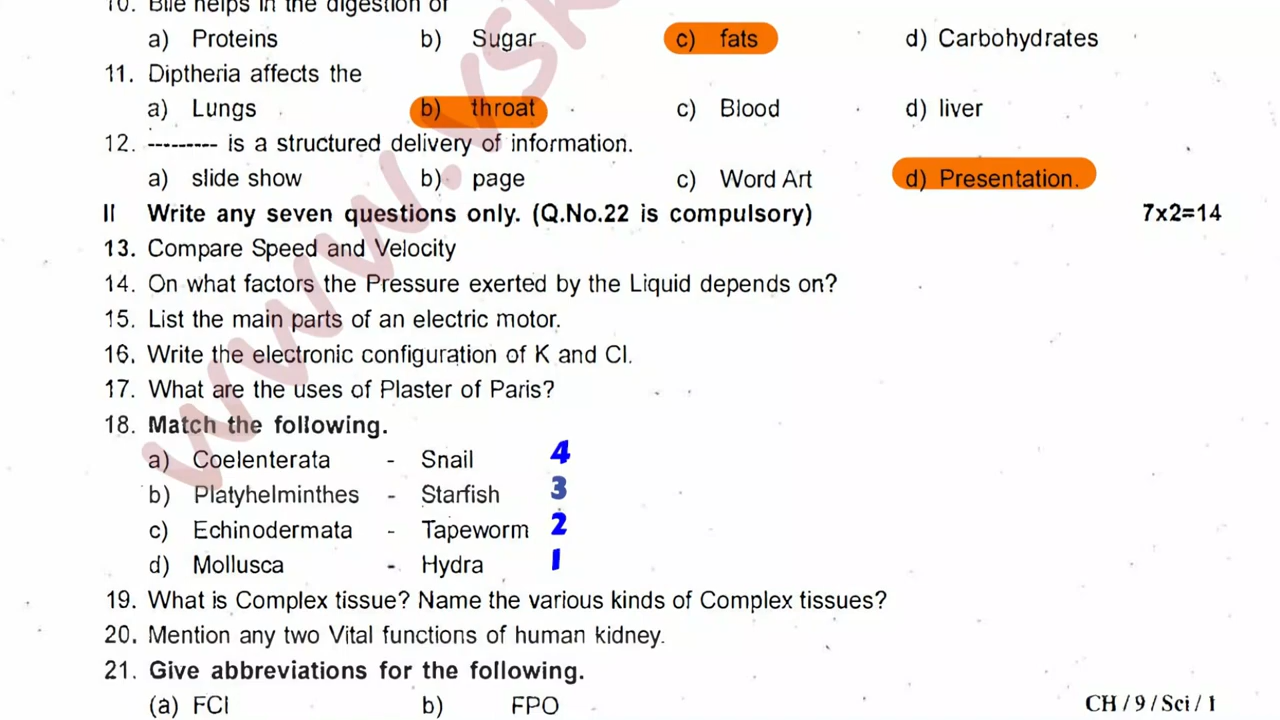 10. Bile helps in the digestion of
a) Proteins b) Sugar c) fats d) Carbohydrates
11. Diptheria affects the
a) Lungs b) throat c) Blood d) liver
12. --------- is a structured delivery of information.
a) slide show b) page c) Word Art d) Presentation.
II Write any seven questions only. (Q.No.22 is compulsory) 7x2=14
13. Compare Speed and Velocity
14. On what factors the Pressure exerted by the Liquid depends on?
15. List the main parts of an electric motor.
16. Write the electronic configuration of K and Cl.
17. What are the uses of Plaster of Paris?
18. Match the following.
a) Coelenterata - Snail 4
b) Platyhelminthes - Starfish 3
c) Echinodermata - Tapeworm 2
d) Mollusca - Hydra 1
19. What is Complex tissue? Name the various kinds of Complex tissues?
20. Mention any two Vital functions of human kidney.
21. Give abbreviations for the following.
(a) FCI b) FPO
CH / 9 / Sci / 1
www.vsk